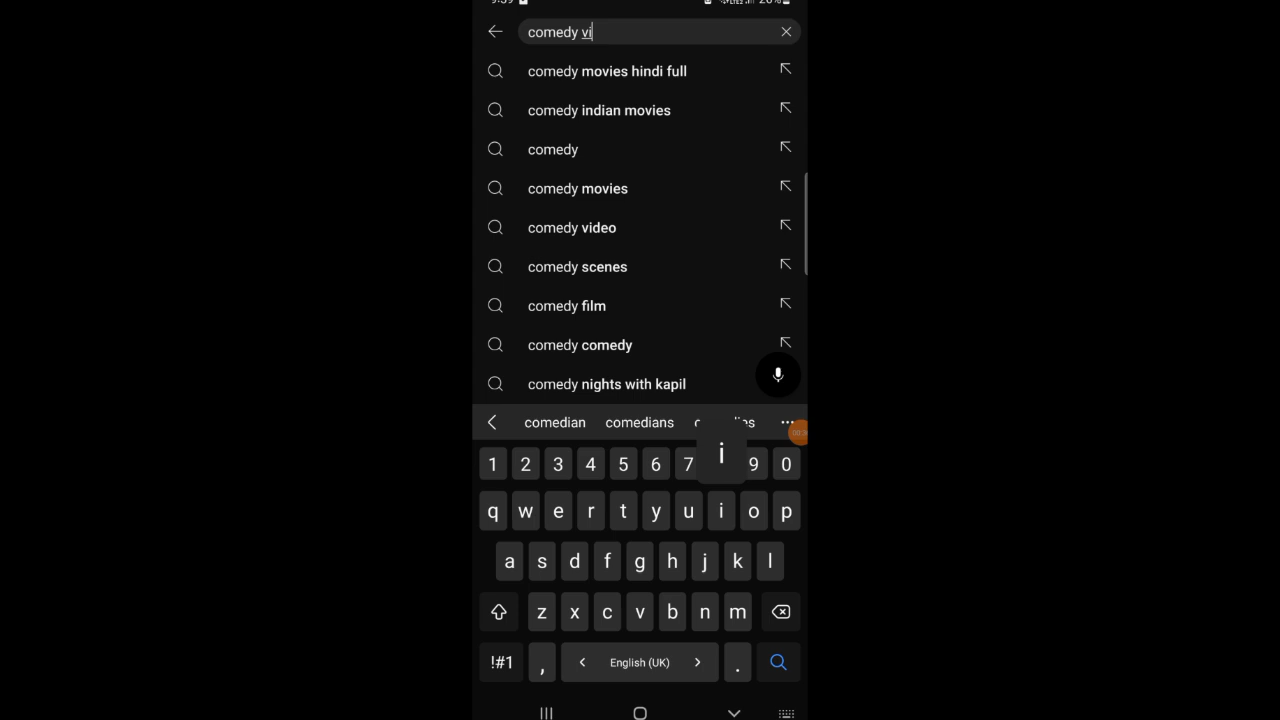 comedy vi
comedy movies hindi full
comedy indian movies
comedy
comedy movies
comedy video
comedy scenes
comedy film
comedy comedy
comedy nights with kapil
comedian comedians
i
1 2 3 4 5 6 7 9 0
q w e r t y u i o p
a s d f g h j k l
z x c v b n m
!#1 , < English (UK) > .